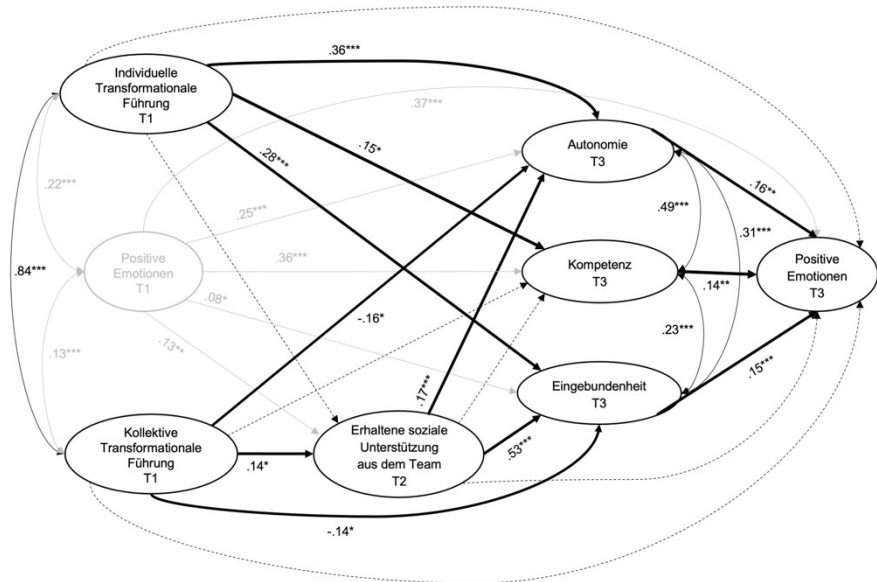 .36***
Individuelle
Transformationale
Führung
T1
.37***
.15*
.28***
Autonomie
T3
.16**
.22***
.25***
.49***
.31***
Positive
Emotionen
T1
.36***
Kompetenz
T3
Positive
Emotionen
T3
.84***
.14**
.08*
-.16*
.23***
.13***
.13**
.17***
Eingebundenheit
T3
.15***
Kollektive
Transformationale
Führung
T1
.14*
Erhaltene soziale
Unterstützung
aus dem Team
T2
.53***
-.14*